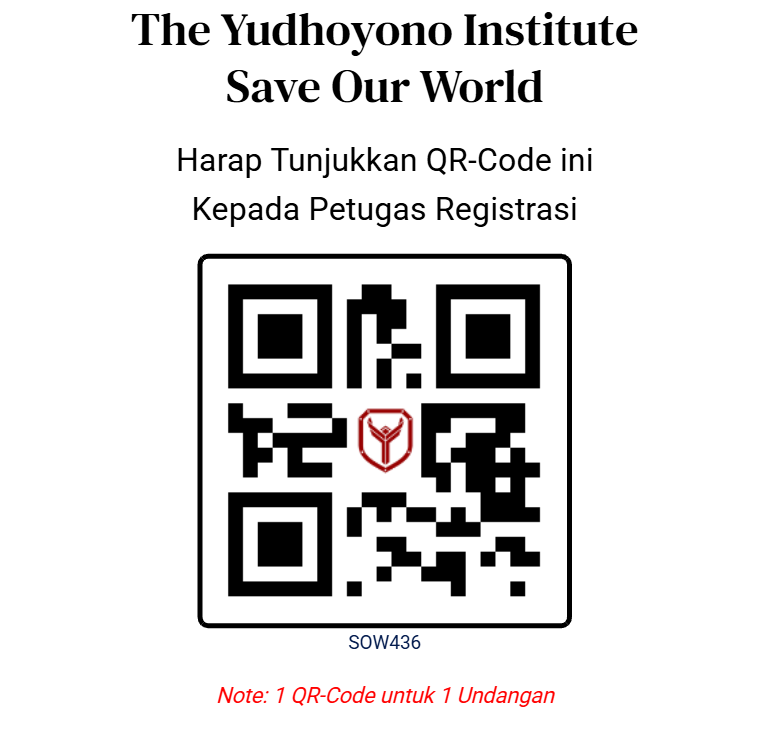 The Yudhoyono Institute
Save Our World
Harap Tunjukkan QR-Code ini
Kepada Petugas Registrasi
SOW436
Note: 1 QR-Code untuk 1 Undangan